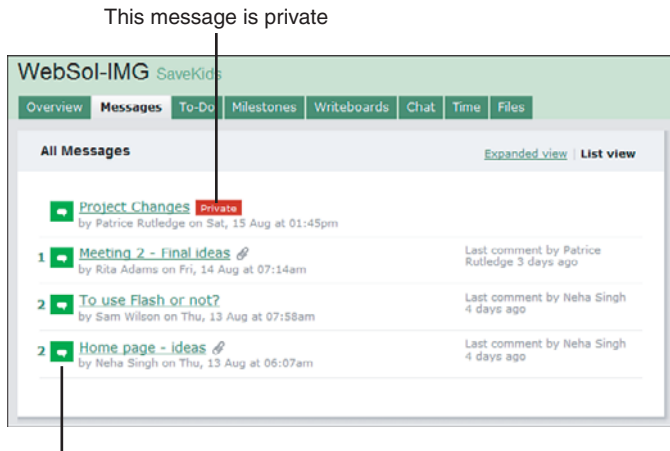 This message is private
WebSol-IMG SaveKids
Overview Messages To-Do Milestones Writeboards Chat Time Files
All Messages Expanded view | List view
Project Changes Private
by Patrice Rutledge on Sat, 15 Aug at 01:45pm
1 Meeting 2 - Final ideas Last comment by Patrice
by Rita Adams on Fri, 14 Aug at 07:14am Rutledge 3 days ago
2 To use Flash or not? Last comment by Neha Singh
by Sam Wilson on Thu, 13 Aug at 07:58am 4 days ago
2 Home page - ideas Last comment by Neha Singh
by Neha Singh on Thu, 13 Aug at 06:07am 4 days ago